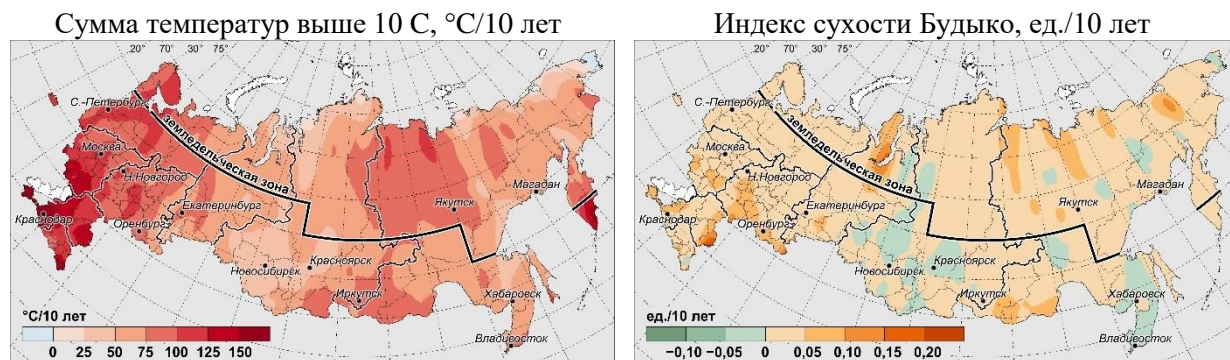 Сумма температур выше 10 С, °С/10 лет
20° 70° 30° 75°
С.-Петербург
Москва
Н.Новгород
земледельческая зона
Краснодар
Оренбург
Екатеринбург
Новосибирск
Красноярск
Иркутск
Якутск
Магадан
Хабаровск
Владивосток
°С/10 лет
0 25 50 75 100 125 150
Индекс сухости Будыко, ед./10 лет
20° 70° 30° 75°
С.-Петербург
Москва
Н.Новгород
земледельческая зона
Краснодар
Оренбург
Екатеринбург
Новосибирск
Красноярск
Иркутск
Якутск
Магадан
Хабаровск
Владивосток
ед./10 лет
–0,10 –0,05 0 0,05 0,10 0,15 0,20